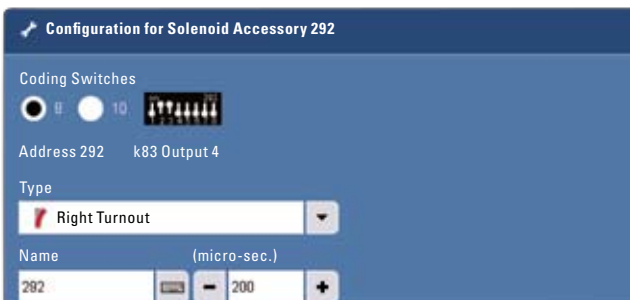 Configuration for Solenoid Accessory 292
Coding Switches
8 10
Address 292 k83 Output 4
Type
Right Turnout
Name (micro-sec.)
292 - 200 +